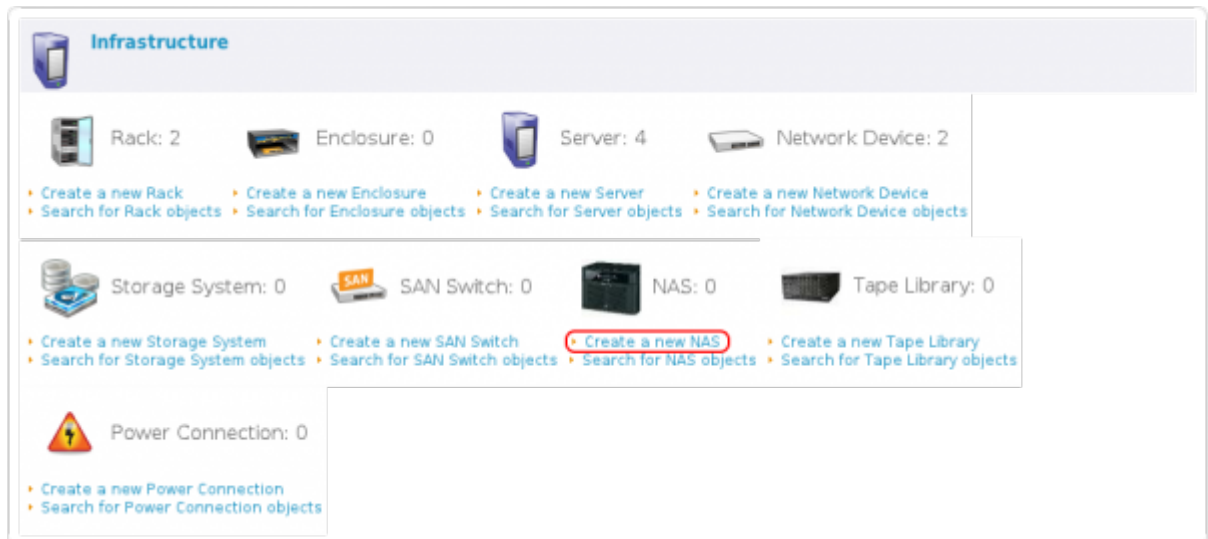 Infrastructure
Rack: 2 Enclosure: 0 Server: 4 Network Device: 2
Create a new Rack Create a new Enclosure Create a new Server Create a new Network Device
Search for Rack objects Search for Enclosure objects Search for Server objects Search for Network Device objects
Storage System: 0 SAN SAN Switch: 0 NAS: 0 Tape Library: 0
Create a new Storage System Create a new SAN Switch Create a new NAS Create a new Tape Library
Search for Storage System objects Search for SAN Switch objects Search for NAS objects Search for Tape Library objects
Power Connection: 0
Create a new Power Connection
Search for Power Connection objects